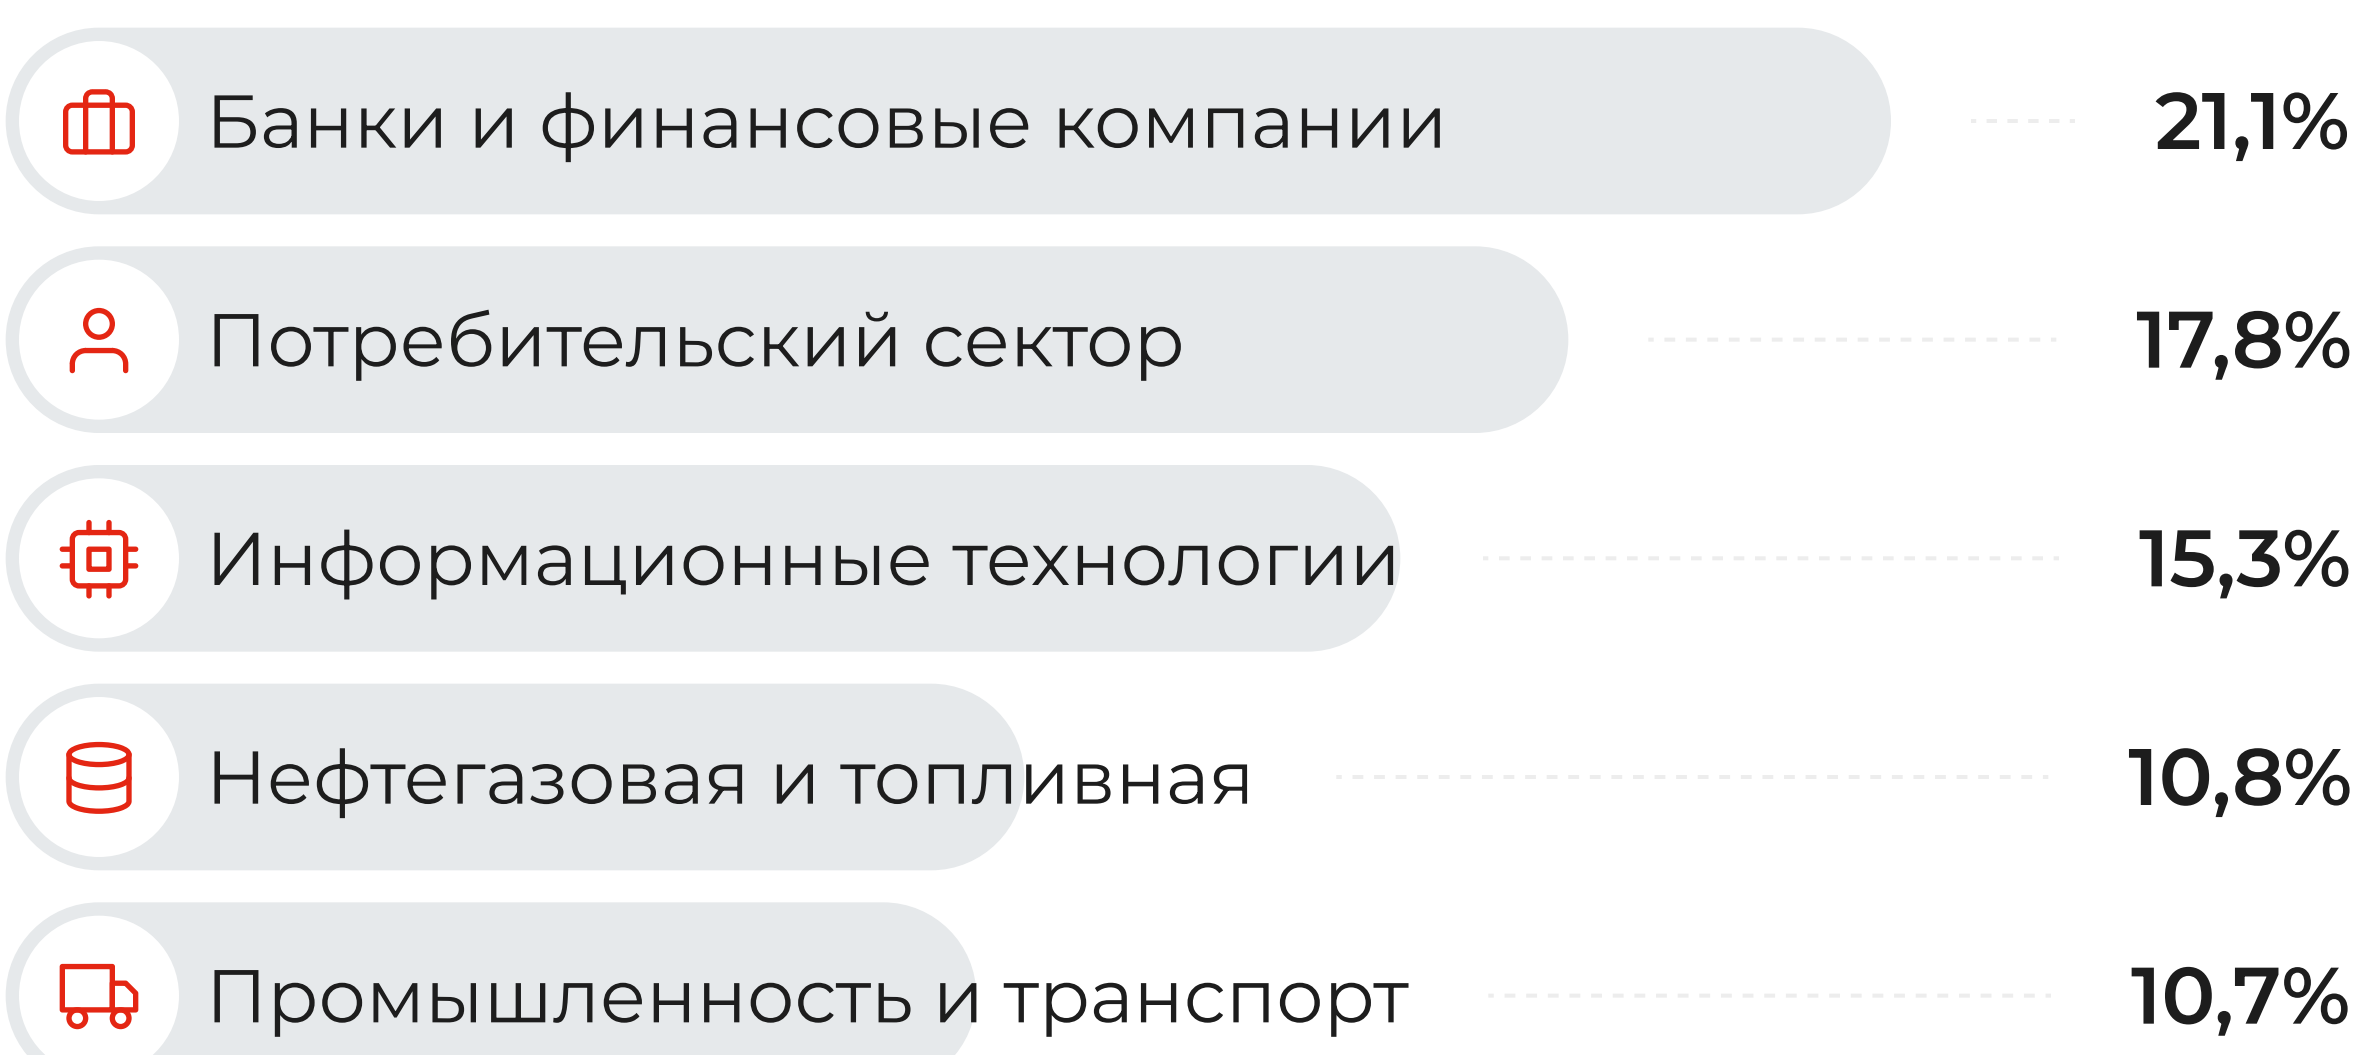 Банки и финансовые компании 21,1%
Потребительский сектор 17,8%
Информационные технологии 15,3%
Нефтегазовая и топливная 10,8%
Промышленность и транспорт 10,7%